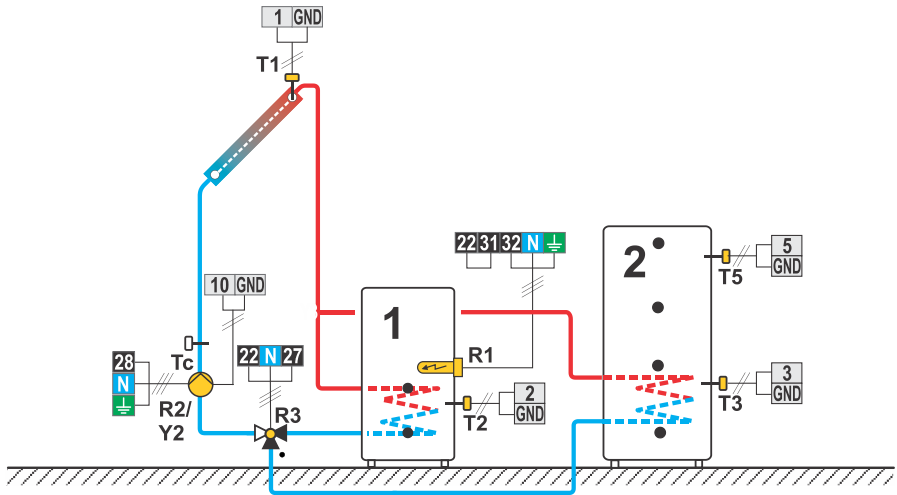 1 GND
T1
22 31 32 N
5
GND
2
T5
10 GND
1
Tc
22 N 27
28
N
R1
3
GND
T3
2
GND
T2
R2/
Y2
R3